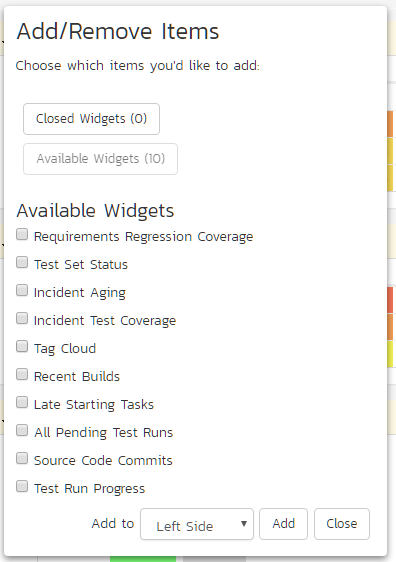 Add/Remove Items
Choose which items you'd like to add:
Closed Widgets (0)
Available Widgets (10)
Available Widgets
Requirements Regression Coverage
Test Set Status
Incident Aging
Incident Test Coverage
Tag Cloud
Recent Builds
Late Starting Tasks
All Pending Test Runs
Source Code Commits
Test Run Progress
Add to Left Side Add Close